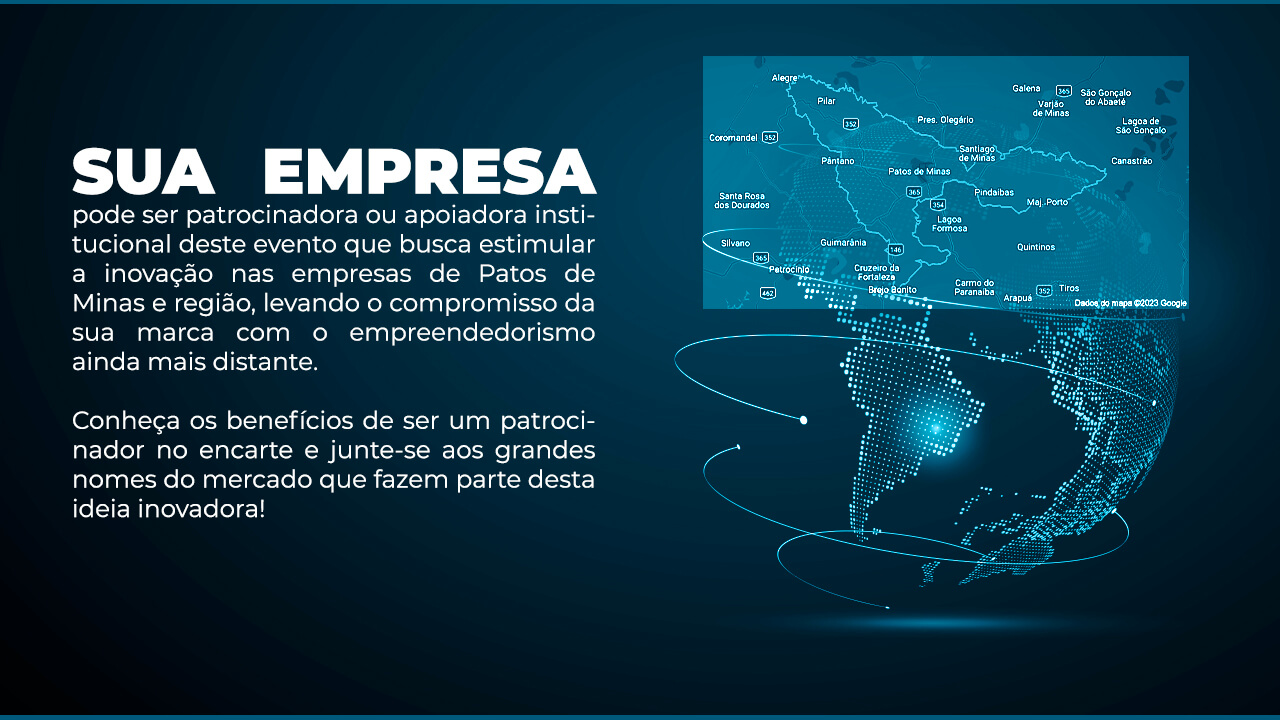 SUA EMPRESA
pode ser patrocinadora ou apoiadora insti-
tucional deste evento que busca estimular
a inovação nas empresas de Patos de
Minas e região, levando o compromisso da
sua marca com o empreendedorismo
ainda mais distante.
Conheça os benefícios de ser um patroci-
nador no encarte e junte-se aos grandes
nomes do mercado que fazem parte desta
ideia inovadora!
Alegre
Galena
365
São Gonçalo
do Abaeté
Pilar
Varjão
de Minas
352
Pres. Olegário
Lagoa de
São Gonçalo
Coromandel
352
Santiago
de Minas
Pântano
Canastrão
Patos de Minas
365
Pindaíbas
Santa Rosa
dos Dourados
354
Maj. Porto
Lagoa
Formosa
Silvano
Guimarânia
146
Quintinos
365
Patrocínio
Cruzeiro da
Fortaleza
Carmo do
Paranaíba
462
Brejo Bonito
Arapuá
352
Tiros
Dados do mapa ©2023 Google